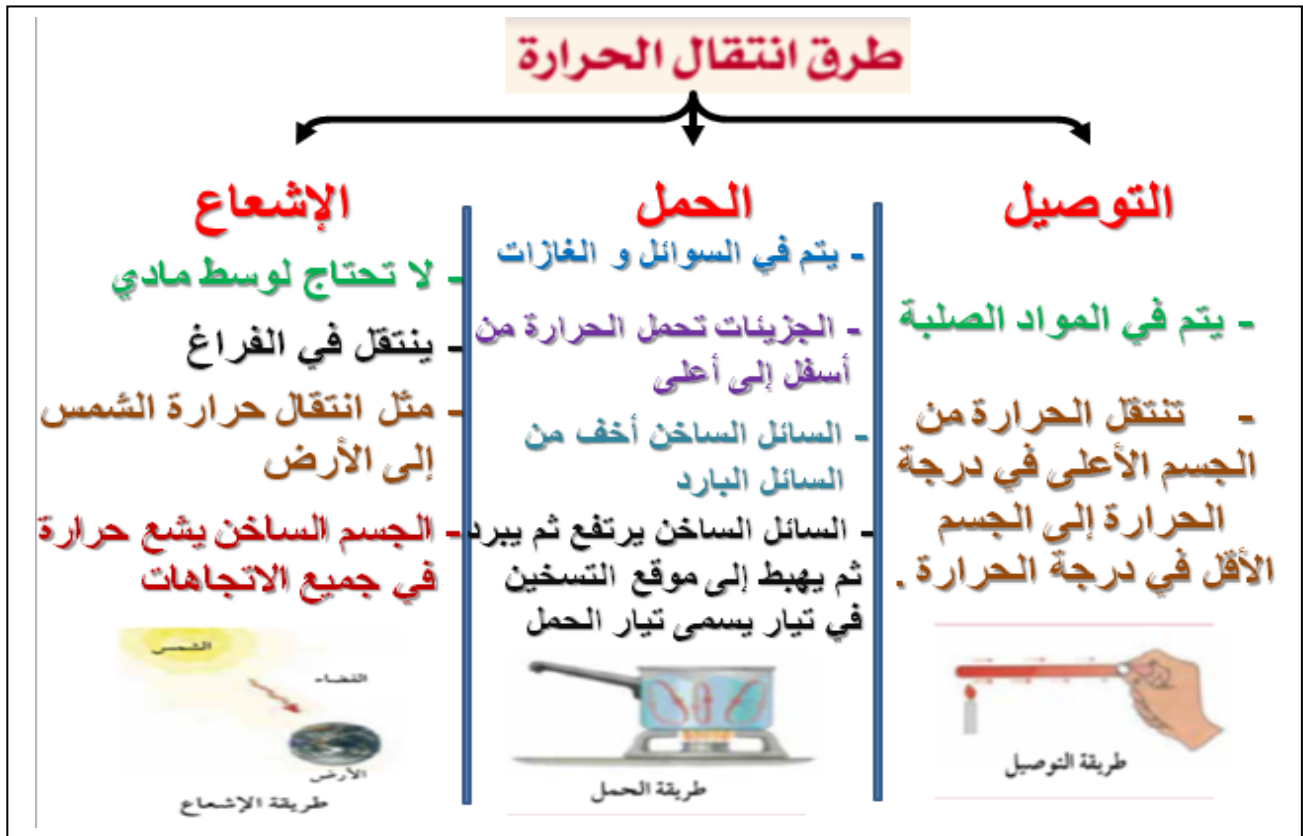 طرق انتقال الحرارة
التوصيل
- يتم في المواد الصلبة
- تنتقل الحرارة من
الجسم الأعلى في درجة
الحرارة إلى الجسم
الأقل في درجة الحرارة .
طريقة التوصيل
الحمل
- يتم في السوائل و الغازات
- الجزيئات تحمل الحرارة من
أسفل إلى أعلى
- السائل الساخن أخف من
السائل البارد
- السائل الساخن يرتفع ثم يبرد
ثم يهبط إلى موقع التسخين
في تيار يسمى تيار الحمل
طريقة الحمل
الإشعاع
- لا تحتاج لوسط مادي
- ينتقل في الفراغ
- مثل انتقال حرارة الشمس
إلى الأرض
- الجسم الساخن يشع حرارة
في جميع الاتجاهات
الشمس
الفضاء
الأرض
طريقة الإشعاع